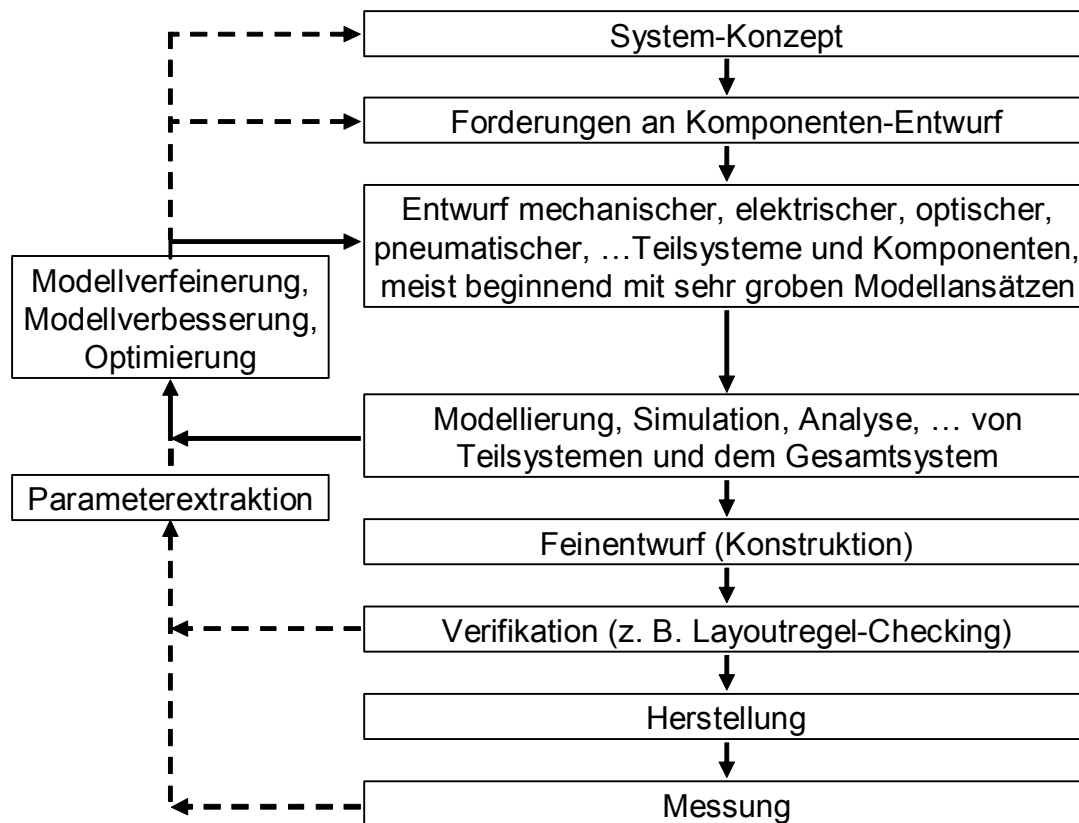 System-Konzept
Forderungen an Komponenten-Entwurf
Entwurf mechanischer, elektrischer, optischer,
pneumatischer, …Teilsysteme und Komponenten,
meist beginnend mit sehr groben Modellansätzen
Modellverfeinerung,
Modellverbesserung,
Optimierung
Modellierung, Simulation, Analyse, … von
Teilsystemen und dem Gesamtsystem
Parameterextraktion
Feinentwurf (Konstruktion)
Verifikation (z. B. Layoutregel-Checking)
Herstellung
Messung